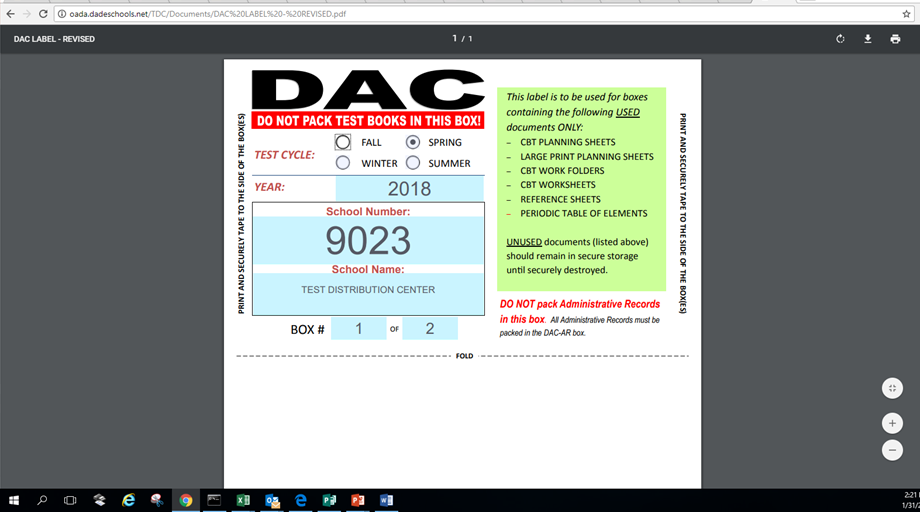 oada.dadeschools.net/TDC/Documents/DAC%20LABEL%20-%20REVISED.pdf
DAC LABEL - REVISED
1 / 1
DAC
DO NOT PACK TEST BOOKS IN THIS BOX!
TEST CYCLE:
FALL
SPRING
WINTER
SUMMER
YEAR:
2018
School Number:
9023
School Name:
TEST DISTRIBUTION CENTER
BOX #
1
OF
2
PRINT AND SECURELY TAPE TO THE SIDE OF THE BOX(ES)
This label is to be used for boxes
containing the following USED
documents ONLY:
– CBT PLANNING SHEETS
– LARGE PRINT PLANNING SHEETS
– CBT WORK FOLDERS
– CBT WORKSHEETS
– REFERENCE SHEETS
– PERIODIC TABLE OF ELEMENTS
UNUSED documents (listed above)
should remain in secure storage
until securely destroyed.
DO NOT pack Administrative Records
in this box. All Administrative Records must be
packed in the DAC-AR box.
PRINT AND SECURELY TAPE TO THE SIDE OF THE BOX(ES)
FOLD
2:21
1/31/2